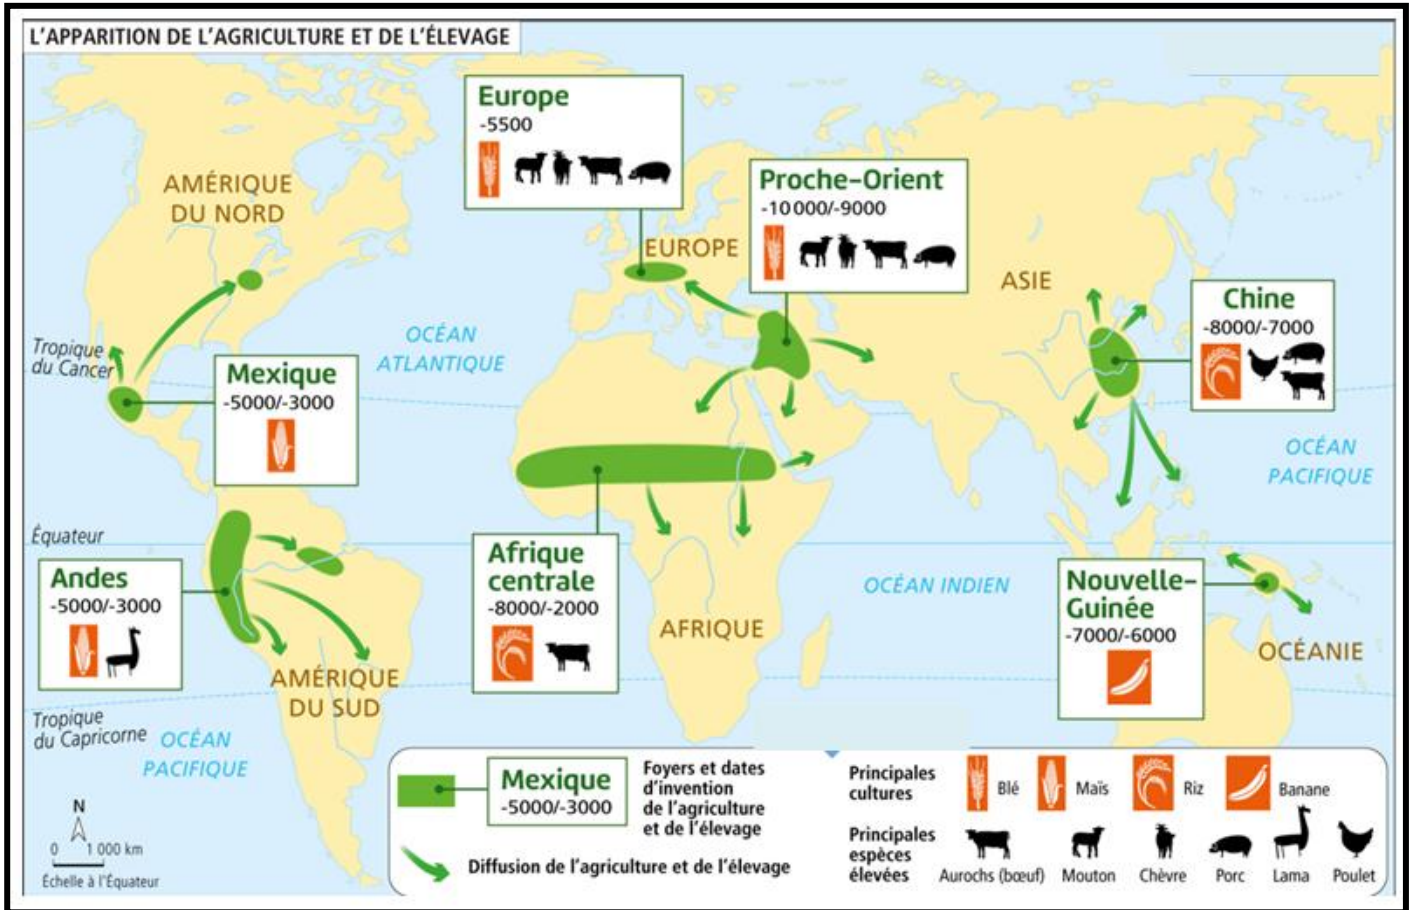 L'APPARITION DE L'AGRICULTURE ET DE L'ÉLEVAGE
Europe
-5500
AMÉRIQUE
DU NORD
Proche-Orient
-10 000/-9000
EUROPE
ASIE
Chine
-8000/-7000
OCÉAN
ATLANTIQUE
Tropique
du Cancer
Mexique
-5000/-3000
OCÉAN
PACIFIQUE
Équateur
Andes
-5000/-3000
Afrique
centrale
-8000/-2000
OCÉAN INDIEN
Nouvelle-
Guinée
-7000/-6000
AFRIQUE
OCÉANIE
AMÉRIQUE
DU SUD
Tropique
du Capricorne
OCÉAN
PACIFIQUE
N
0 1 000 km
Échelle à l'Équateur
Mexique
-5000/-3000
Foyers et dates
d'invention
de l'agriculture
et de l'élevage
Diffusion de l'agriculture et de l'élevage
Principales
cultures
Blé
Maïs
Riz
Banane
Principales
espèces
élevées
Aurochs (bœuf)
Mouton
Chèvre
Porc
Lama
Poulet